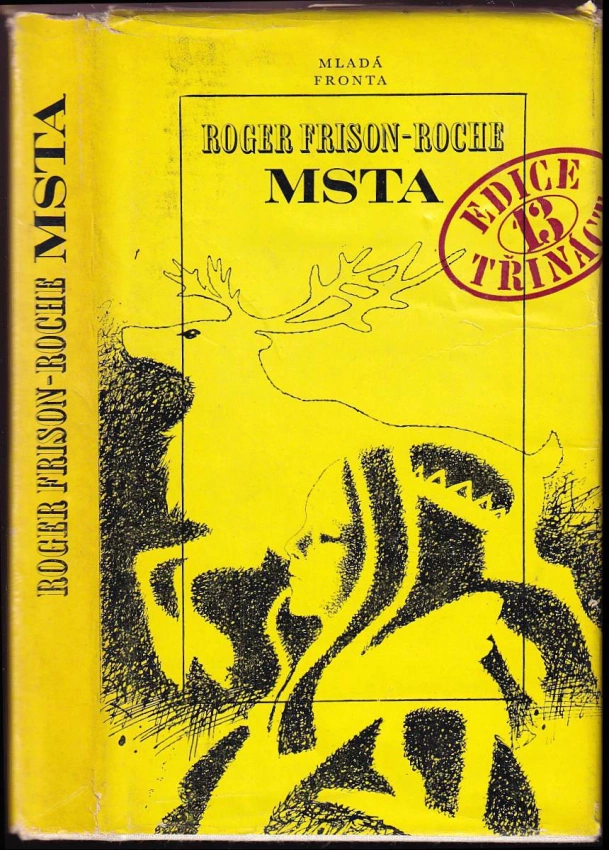 MLADÁ
FRONTA
ROGER FRISON-ROCHE
MSTA
EDICE
13
TŘINÁCT
ROGER FRISON-ROCHE MSTA